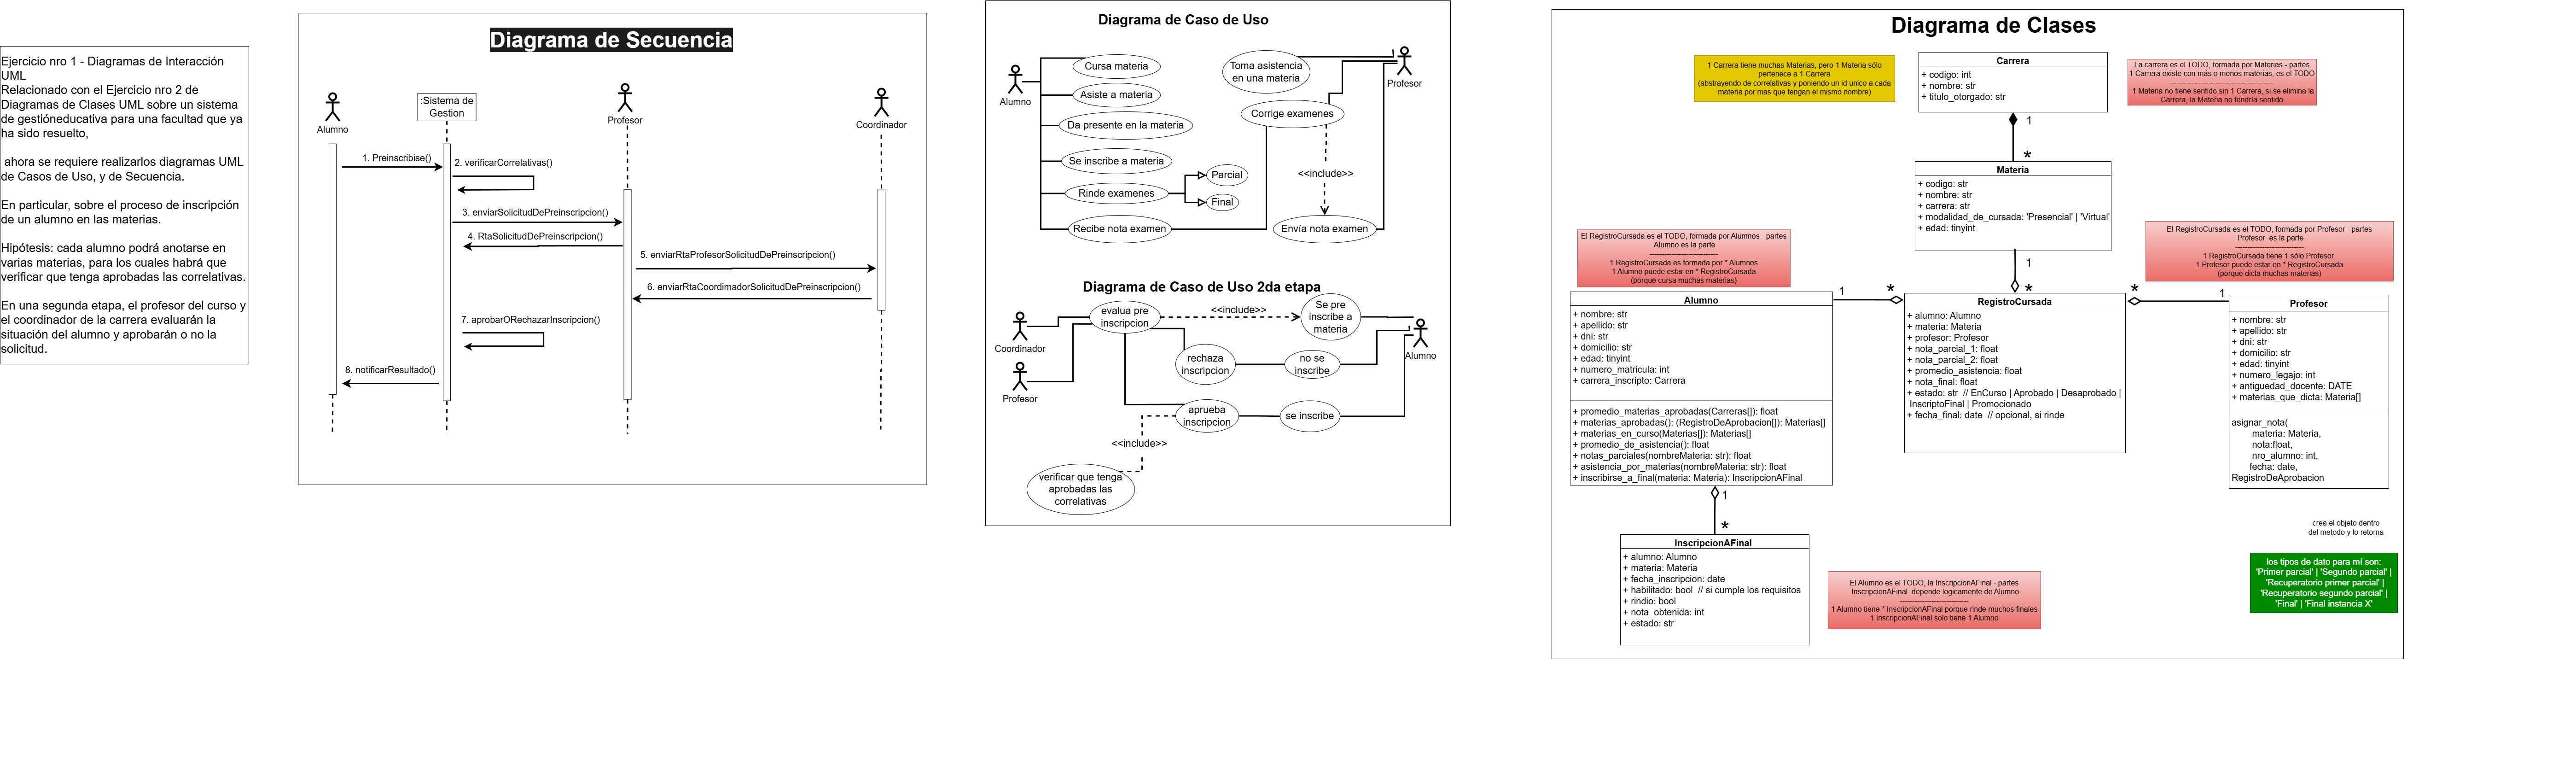 Ejercicio nro 1 - Diagramas de Interacción
UML
Relacionado con el Ejercicio nro 2 de
Diagramas de Clases UML sobre un sistema
de gestióneducativa para una facultad que ya
ha sido resuelto,
ahora se requiere realizarlos diagramas UML
de Casos de Uso, y de Secuencia.
En particular, sobre el proceso de inscripción
de un alumno en las materias.
Hipótesis: cada alumno podrá anotarse en
varias materias, para los cuales habrá que
verificar que tenga aprobadas las correlativas.
En una segunda etapa, el profesor del curso y
el coordinador de la carrera evaluarán la
situación del alumno y aprobarán o no la
solicitud.
Diagrama de Secuencia
Alumno
:Sistema de
Gestion
Profesor
Coordinador
1. Preinscribise()
2. verificarCorrelativas()
3. enviarSolicitudDePreinscripcion()
4. RtaSolicitudDePreinscripcion()
5. enviarRtaProfesorSolicitudDePreinscripcion()
6. enviarRtaCoordimadorSolicitudDePreinscripcion()
7. aprobarORechazarInscripcion()
8. notificarResultado()
Diagrama de Caso de Uso
Alumno
Cursa materia
Asiste a materia
Da presente en la materia
Se inscribe a materia
Rinde examenes
Parcial
Final
Recibe nota examen
Toma asistencia
en una materia
Corrige examenes
<<include>>
Envía nota examen
Profesor
Diagrama de Caso de Uso 2da etapa
Coordinador
Profesor
evalua pre
inscripcion
<<include>>
Se pre
inscribe a
materia
Alumno
rechaza
inscripcion
no se
inscribe
aprueba
inscripcion
se inscribe
<<include>>
verificar que tenga
aprobadas las
correlativas
Diagrama de Clases
1 Carrera tiene muchas Materias, pero 1 Materia sólo
pertenece a 1 Carrera
(abstrayendo de correlativas y poniendo un id unico a cada
materia por mas que tengan el mismo nombre)
Carrera
+ codigo: int
+ nombre: str
+ titulo_otorgado: str
La carrera es el TODO, formada por Materias - partes
1 Carrera existe con más o menos materias, es el TODO
------------------------------
1 Materia no tiene sentido sin 1 Carrera, si se elimina la
Carrera, la Materia no tendría sentido
1
*
Materia
+ codigo: str
+ nombre: str
+ carrera: str
+ modalidad_de_cursada: 'Presencial' | 'Virtual'
+ edad: tinyint
1
*
El RegistroCursada es el TODO, formada por Alumnos - partes
Alumno es la parte
------------------------------
1 RegistroCursada es formada por * Alumnos
1 Alumno puede estar en * RegistroCursada
(porque cursa muchas materias)
El RegistroCursada es el TODO, formada por Profesor - partes
Profesor es la parte
------------------------------
1 RegistroCursada tiene 1 sólo Profesor
1 Profesor puede estar en * RegistroCursada
(porque dicta muchas materias)
Alumno
+ nombre: str
+ apellido: str
+ dni: str
+ domicilio: str
+ edad: tinyint
+ numero_matricula: int
+ carrera_inscripto: Carrera
+ promedio_materias_aprobadas(Carreras[]): float
+ materias_aprobadas(): (RegistroDeAprobacion[]): Materias[]
+ materias_en_curso(Materias[]): Materias[]
+ promedio_de_asistencia(): float
+ notas_parciales(nombreMateria: str): float
+ asistencia_por_materias(nombreMateria: str): float
+ inscribirse_a_final(materia: Materia): InscripcionAFinal
1
*
RegistroCursada
+ alumno: Alumno
+ materia: Materia
+ profesor: Profesor
+ nota_parcial_1: float
+ nota_parcial_2: float
+ promedio_asistencia: float
+ nota_final: float
+ estado: str // EnCurso | Aprobado | Desaprobado |
InscriptoFinal | Promocionado
+ fecha_final: date // opcional, si rinde
*
1
Profesor
+ nombre: str
+ apellido: str
+ dni: str
+ domicilio: str
+ edad: tinyint
+ numero_legajo: int
+ antiguedad_docente: DATE
+ materias_que_dicta: Materia[]
asignar_nota(
materia: Materia,
nota:float,
nro_alumno: int,
fecha: date,
RegistroDeAprobacion
1
*
InscripcionAFinal
+ alumno: Alumno
+ materia: Materia
+ fecha_inscripcion: date
+ habilitado: bool // si cumple los requisitos
+ rindio: bool
+ nota_obtenida: int
+ estado: str
El Alumno es el TODO, la InscripcionAFinal - partes
InscripcionAFinal depende logicamente de Alumno
------------------------------
1 Alumno tiene * InscripcionAFinal porque rinde muchos finales
1 InscripcionAFinal solo tiene 1 Alumno
crea el objeto dentro
del metodo y lo retorna
los tipos de dato para mí son:
'Primer parcial' | 'Segundo parcial' |
'Recuperatorio primer parcial' |
'Recuperatorio segundo parcial' |
'Final' | 'Final instancia X'